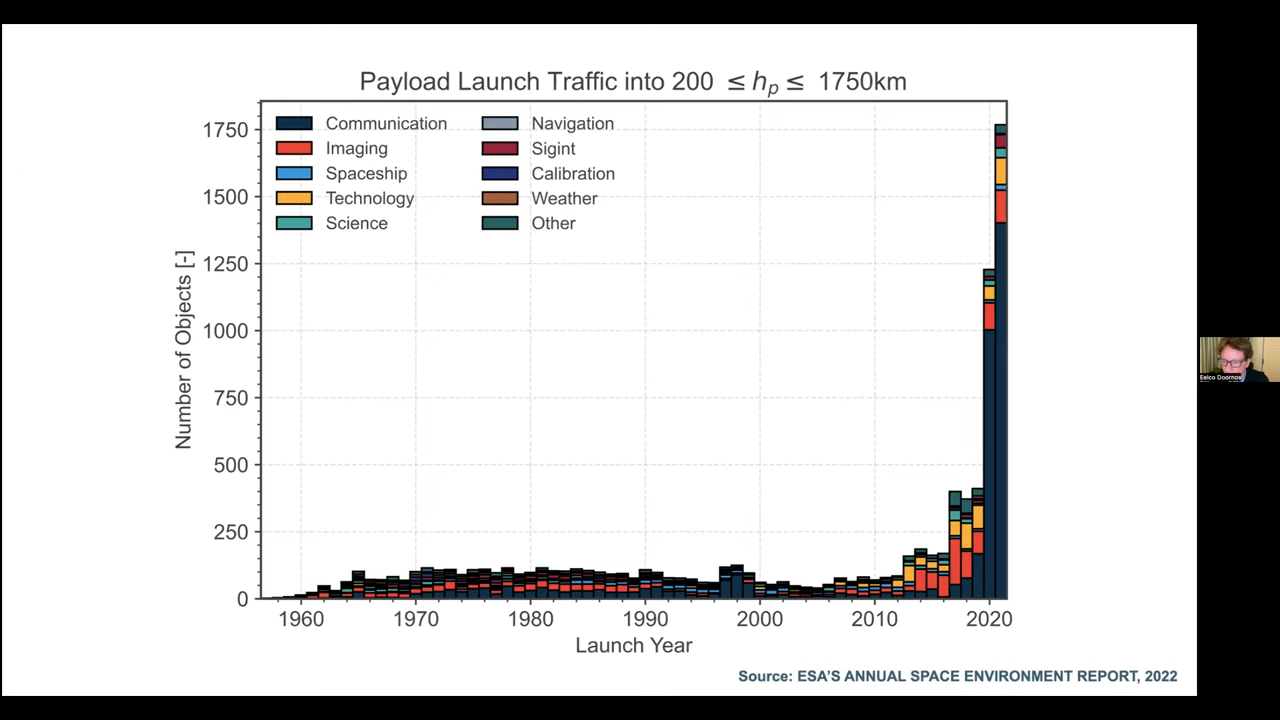 Payload Launch Traffic into 200 ≤ hp ≤ 1750km
Communication
Imaging
Spaceship
Technology
Science
Navigation
Sigint
Calibration
Weather
Other
Number of Objects [-]
1750
1500
1250
1000
750
500
250
0
1960 1970 1980 1990 2000 2010 2020
Launch Year
Source: ESA'S ANNUAL SPACE ENVIRONMENT REPORT, 2022
Eelco Doornbos